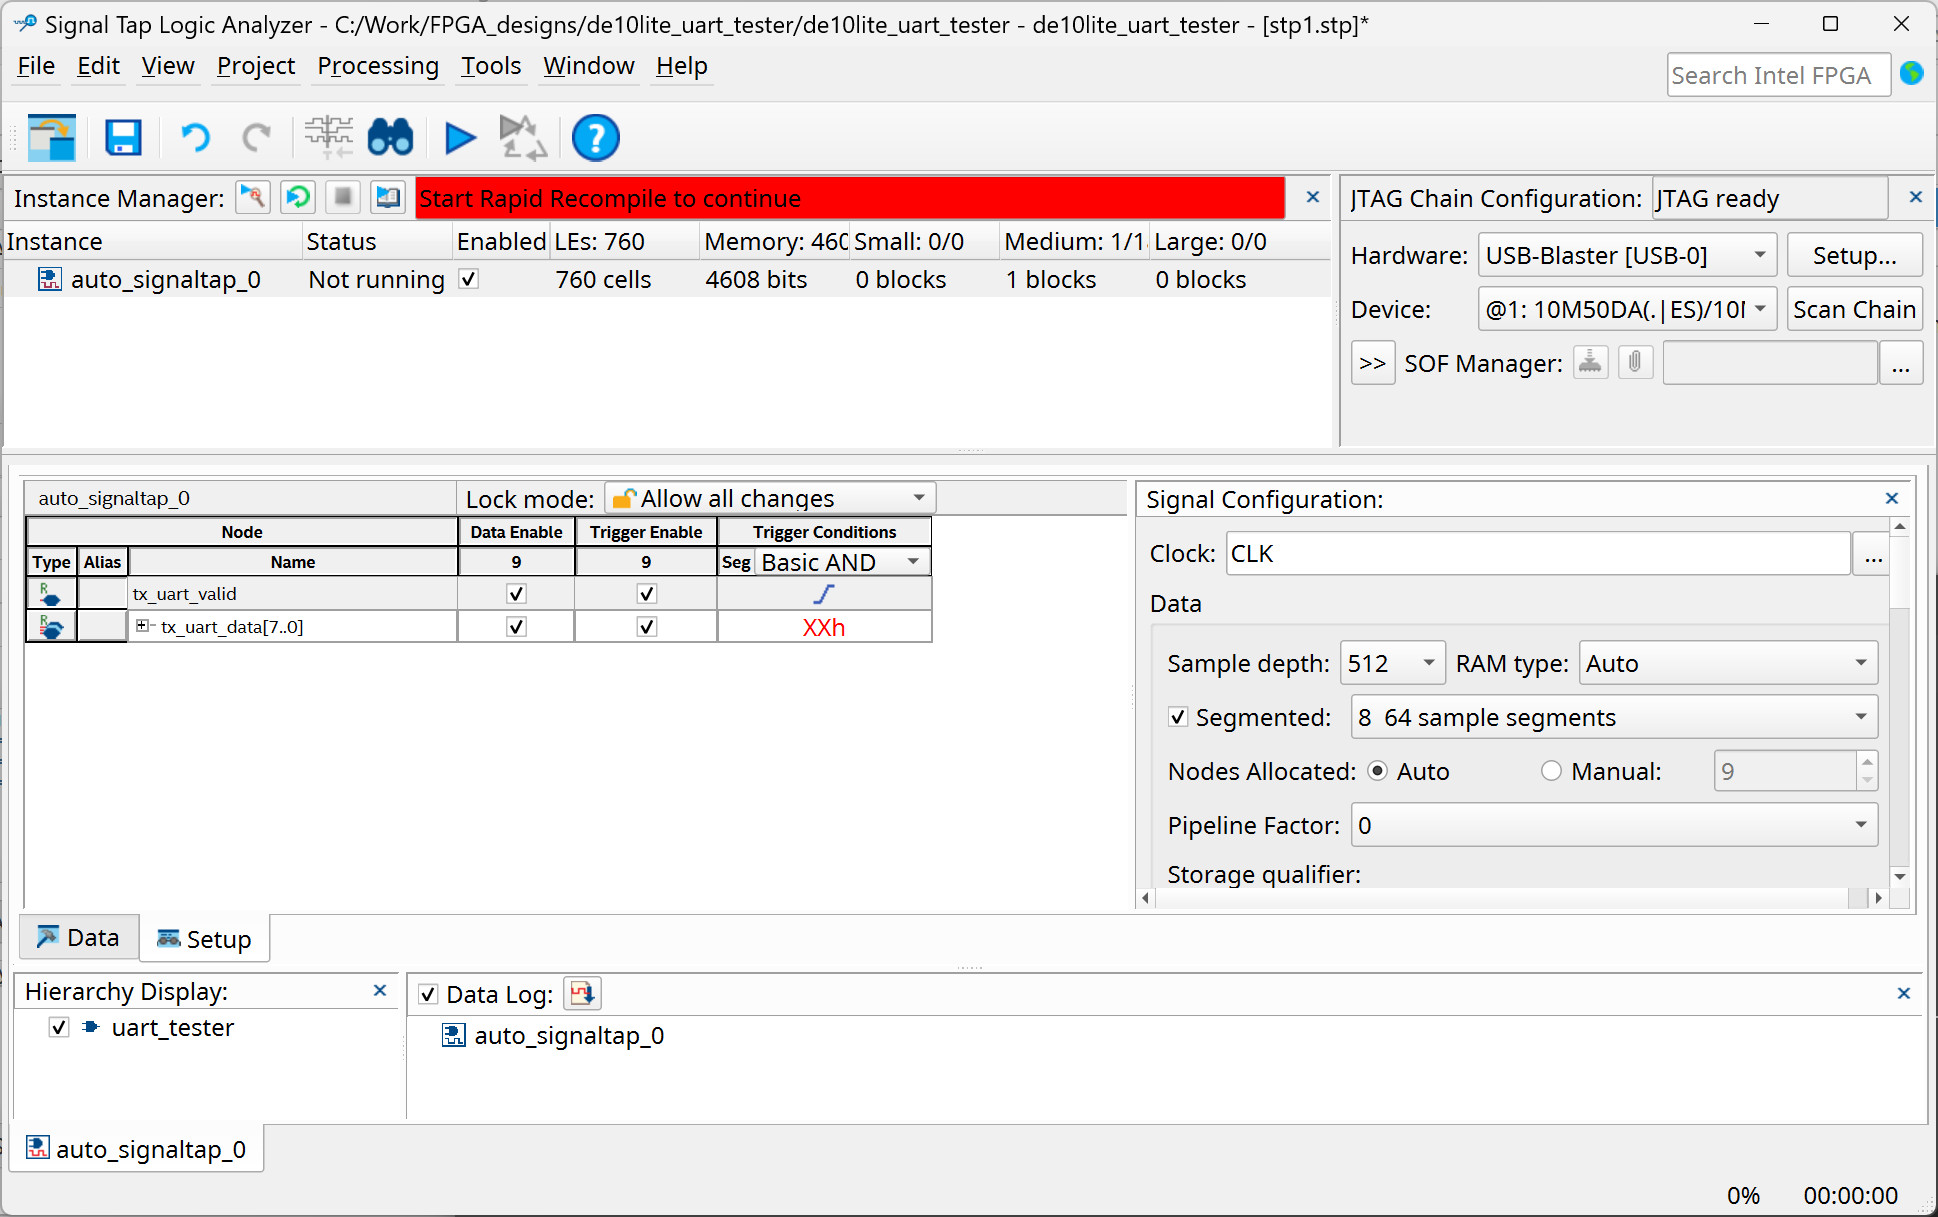 Signal Tap Logic Analyzer - C:/Work/FPGA_designs/de10lite_uart_tester/de10lite_uart_tester - de10lite_uart_tester - [stp1.stp]*
File Edit View Project Processing Tools Window Help
Search Intel FPGA
Instance Manager: Start Rapid Recompile to continue
Instance Status Enabled LEs: 760 Memory: 460 Small: 0/0 Medium: 1/1 Large: 0/0
auto_signaltap_0 Not running 760 cells 4608 bits 0 blocks 1 blocks 0 blocks
JTAG Chain Configuration: JTAG ready
Hardware: USB-Blaster [USB-0] Setup...
Device: @1: 10M50DA(.|ES)/10M Scan Chain
>> SOF Manager: ...
auto_signaltap_0 Lock mode: Allow all changes
Node Data Enable Trigger Enable Trigger Conditions
Type Alias Name 9 9 Seg Basic AND
tx_uart_valid
tx_uart_data[7..0] XXh
Signal Configuration:
Clock: CLK ...
Data
Sample depth: 512 RAM type: Auto
Segmented: 8 64 sample segments
Nodes Allocated: Auto Manual: 9
Pipeline Factor: 0
Storage qualifier:
Data Setup
Hierarchy Display:
uart_tester
Data Log:
auto_signaltap_0
auto_signaltap_0
0% 00:00:00